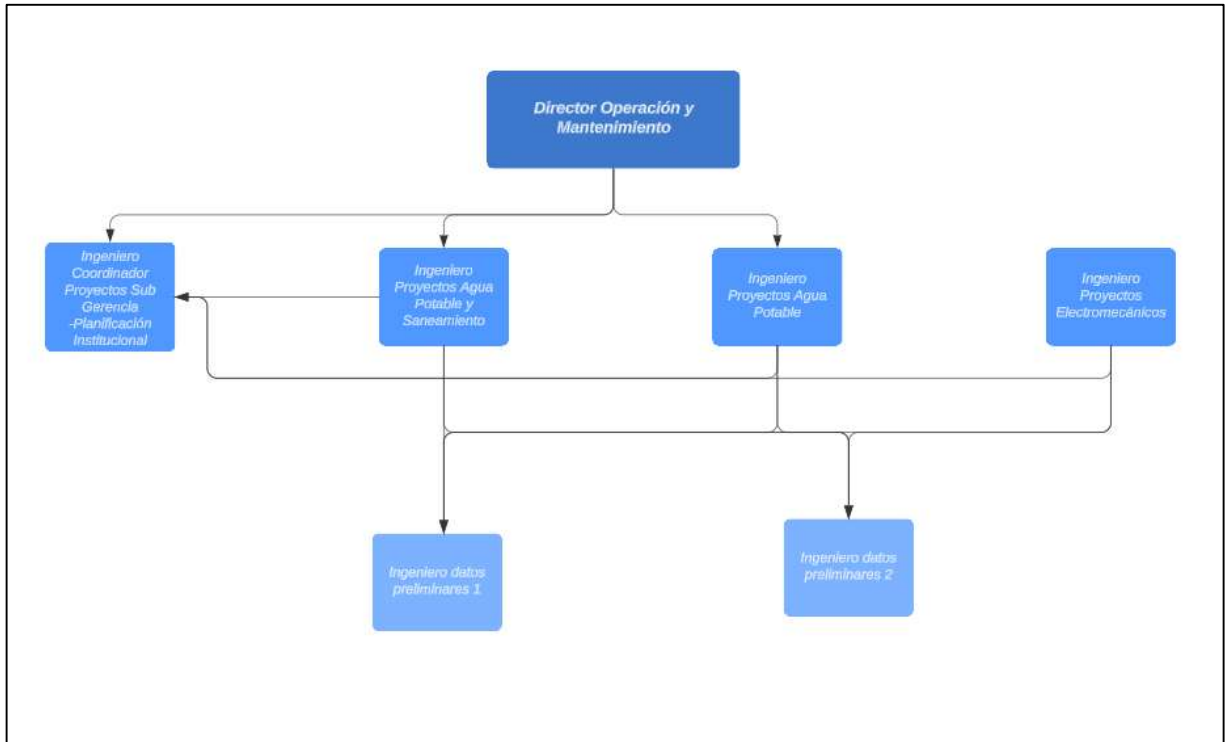 Director Operación y
Mantenimiento
Ingeniero
Coordinador
Proyectos Sub
Gerencia
-Planificación
Institucional
Ingeniero
Proyectos Agua
Potable y
Saneamiento
Ingeniero
Proyectos Agua
Potable
Ingeniero
Proyectos
Electromecánicos
Ingeniero datos
preliminares 1
Ingeniero datos
preliminares 2